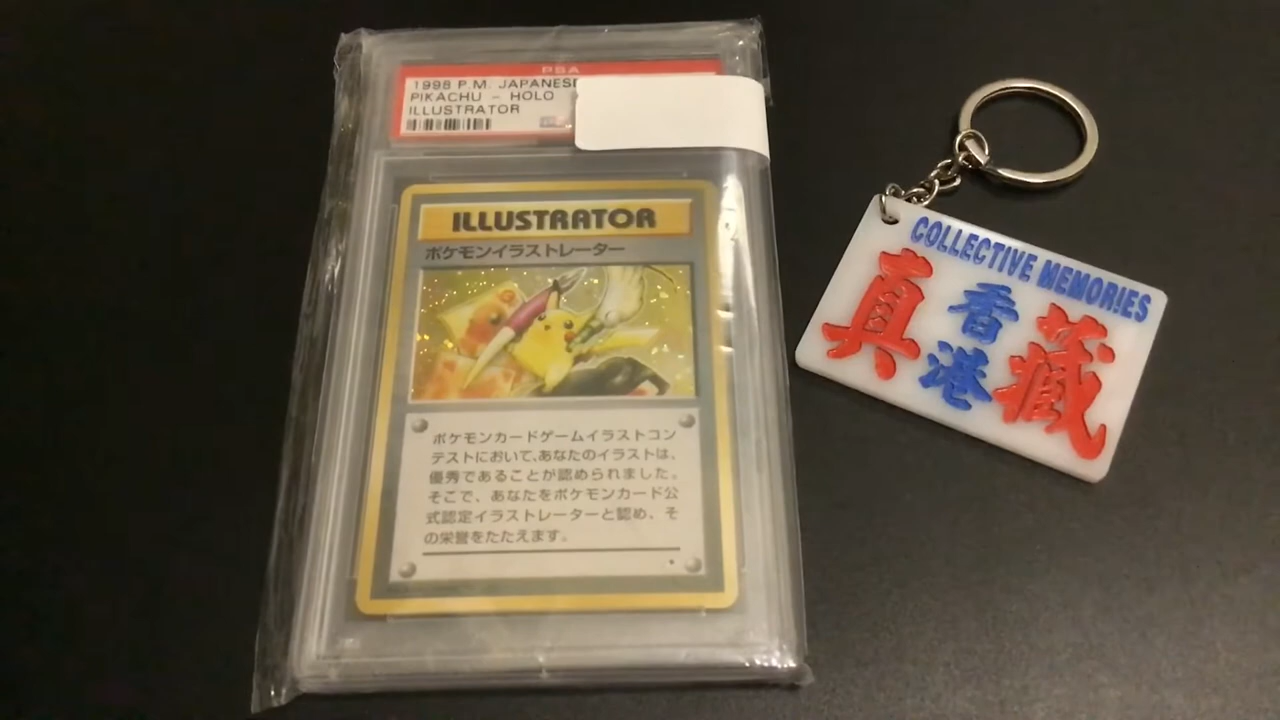 PSA
1998 P.M. JAPANESE
PIKACHU - HOLO
ILLUSTRATOR
ILLUSTRATOR
ポケモンイラストレーター
ポケモンカードゲームイラストコン
テストにおいて、あなたのイラストは、
優秀であることが認められました。
そこで、あなたをポケモンカード公
式認定イラストレーターと認め、そ
の栄誉をたたえます。
COLLECTIVE MEMORIES
真香港藏